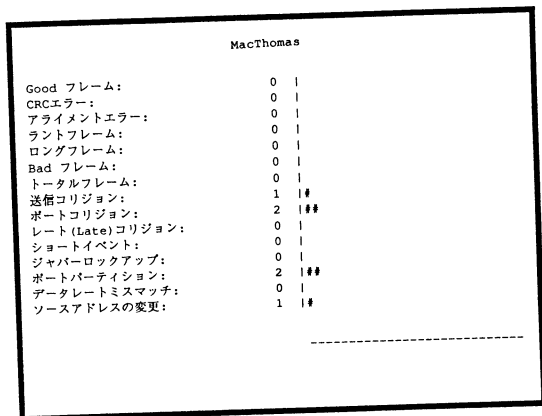 MacThomas
Good フレーム: 0 |
CRCエラー: 0 |
アライメントエラー: 0 |
ラントフレーム: 0 |
ロングフレーム: 0 |
Bad フレーム: 0 |
トータルフレーム: 0 |
送信コリジョン: 1 |#
ポートコリジョン: 2 |##
レート(Late)コリジョン: 0 |
ショートイベント: 0 |
ジャバーロックアップ: 0 |
ポートパーティション: 2 |##
データレートミスマッチ: 0 |
ソースアドレスの変更: 1 |#
----------------------------